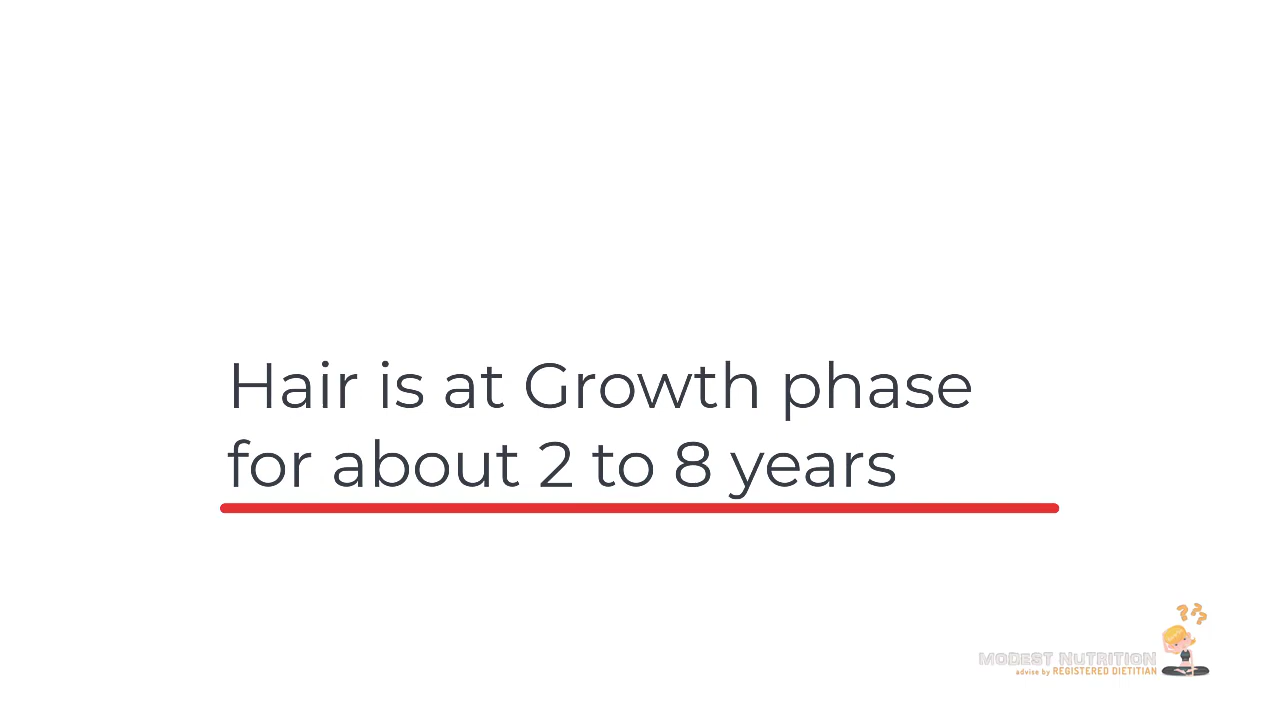 Hair is at Growth phase
for about 2 to 8 years
MODEST NUTRITION
advise by REGISTERED DIETITIAN